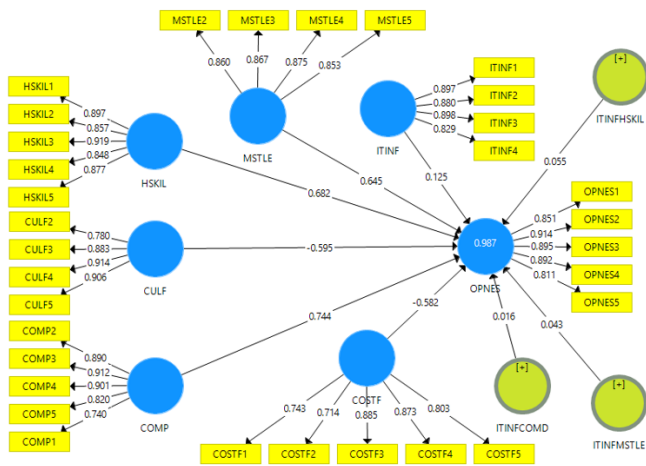 MSTLE2
MSTLE3
MSTLE4
MSTLE5
0.860
0.867
0.875
0.853
MSTLE
ITINF1
ITINF2
ITINF3
ITINF4
0.897
0.880
0.898
0.829
ITINF
[+]
ITINFHSKIL
HSKIL1
HSKIL2
HSKIL3
HSKIL4
HSKIL5
0.897
0.857
0.919
0.848
0.877
HSKIL
0.682
0.645
0.125
0.055
CULF2
CULF3
CULF4
CULF5
0.780
0.883
0.914
0.906
CULF
-0.595
0.987
OPNES
0.851
0.914
0.895
0.892
0.811
OPNES1
OPNES2
OPNES3
OPNES4
OPNES5
COMP2
COMP3
COMP4
COMP5
COMP1
0.890
0.912
0.901
0.820
0.740
COMP
0.744
-0.582
0.016
0.043
COSTF
0.743
0.714
0.885
0.873
0.803
COSTF1
COSTF2
COSTF3
COSTF4
COSTF5
[+]
ITINFCOMD
[+]
ITINFMSTLE